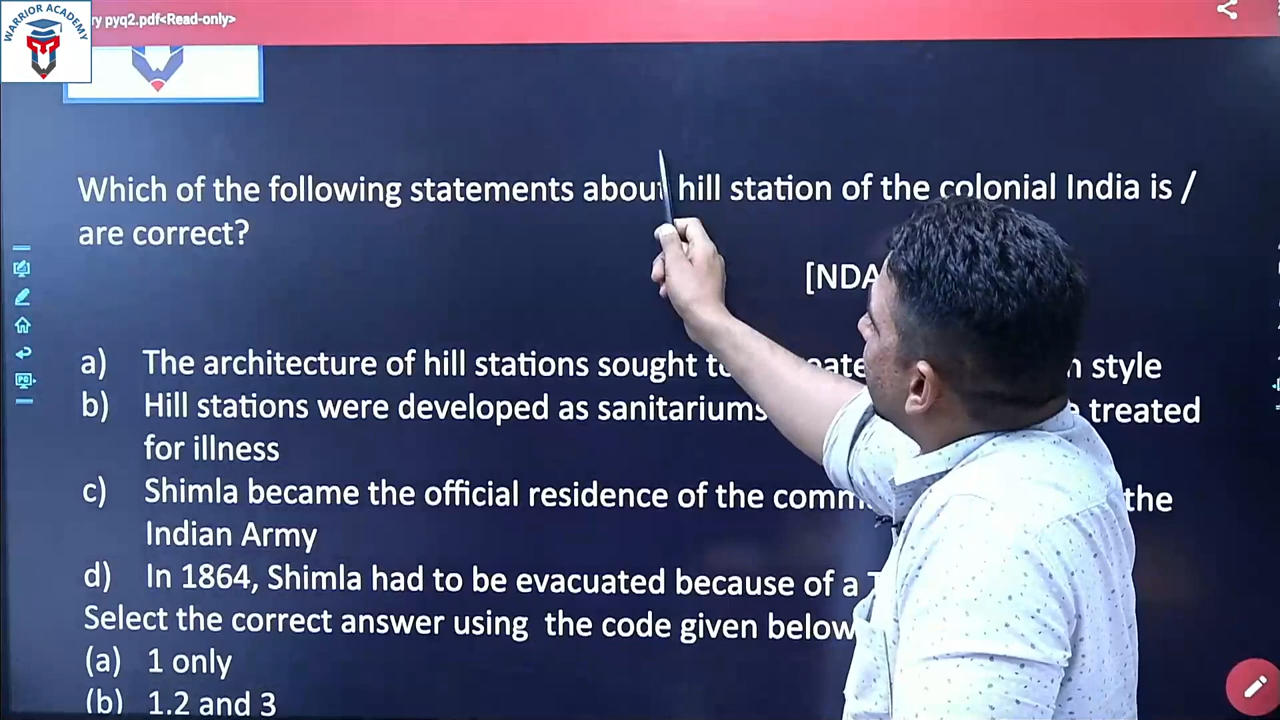 WARRIOR ACADEMY
ry pyq2.pdf<Read-only>
Which of the following statements about hill station of the colonial India is /
are correct?
[NDA
a) The architecture of hill stations sought style
b) Hill stations were developed as sanitariums treated
for illness
c) Shimla became the official residence of the the
Indian Army
d) In 1864, Shimla had to be evacuated because of a
Select the correct answer using the code given below
(a) 1 only
(b) 1.2 and 3